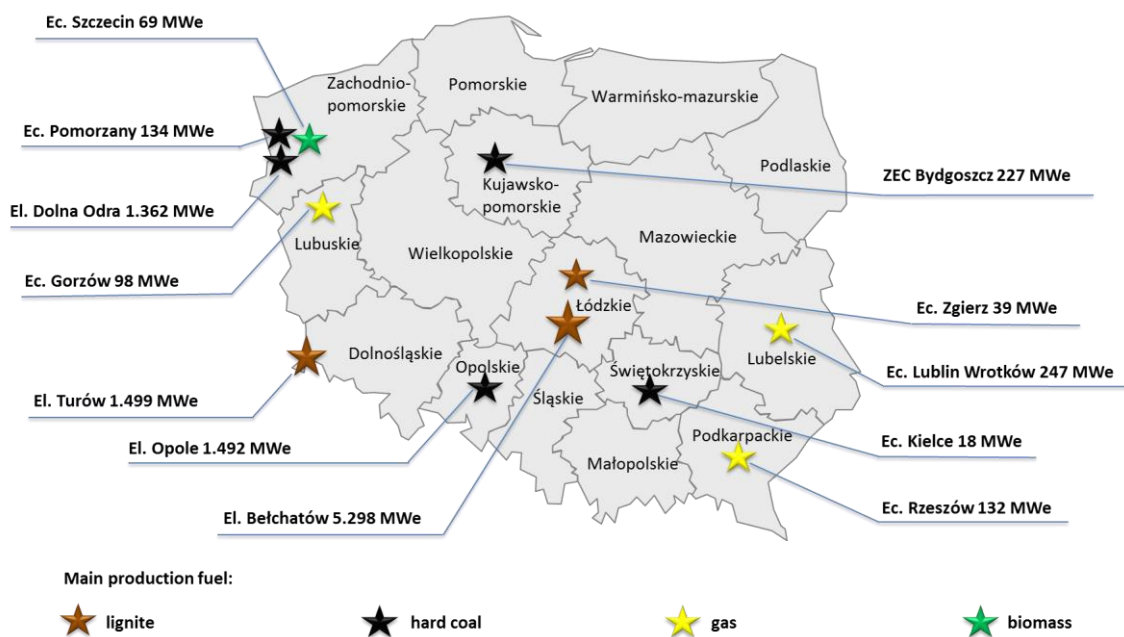 Ec. Szczecin 69 MWe
Zachodnio-
pomorskie
Pomorskie
Warmińsko-mazurskie
Ec. Pomorzany 134 MWe
Podlaskie
ZEC Bydgoszcz 227 MWe
Kujawsko-
pomorskie
El. Dolna Odra 1.362 MWe
Lubuskie
Wielkopolskie
Mazowieckie
Ec. Gorzów 98 MWe
Łódzkie
Ec. Zgierz 39 MWe
Dolnośląskie
Opolskie
Świętokrzyskie
Lubelskie
Ec. Lublin Wrotków 247 MWe
El. Turów 1.499 MWe
Śląskie
El. Opole 1.492 MWe
Podkarpackie
Ec. Kielce 18 MWe
Małopolskie
Ec. Rzeszów 132 MWe
El. Bełchatów 5.298 MWe
Main production fuel:
lignite
hard coal
gas
biomass